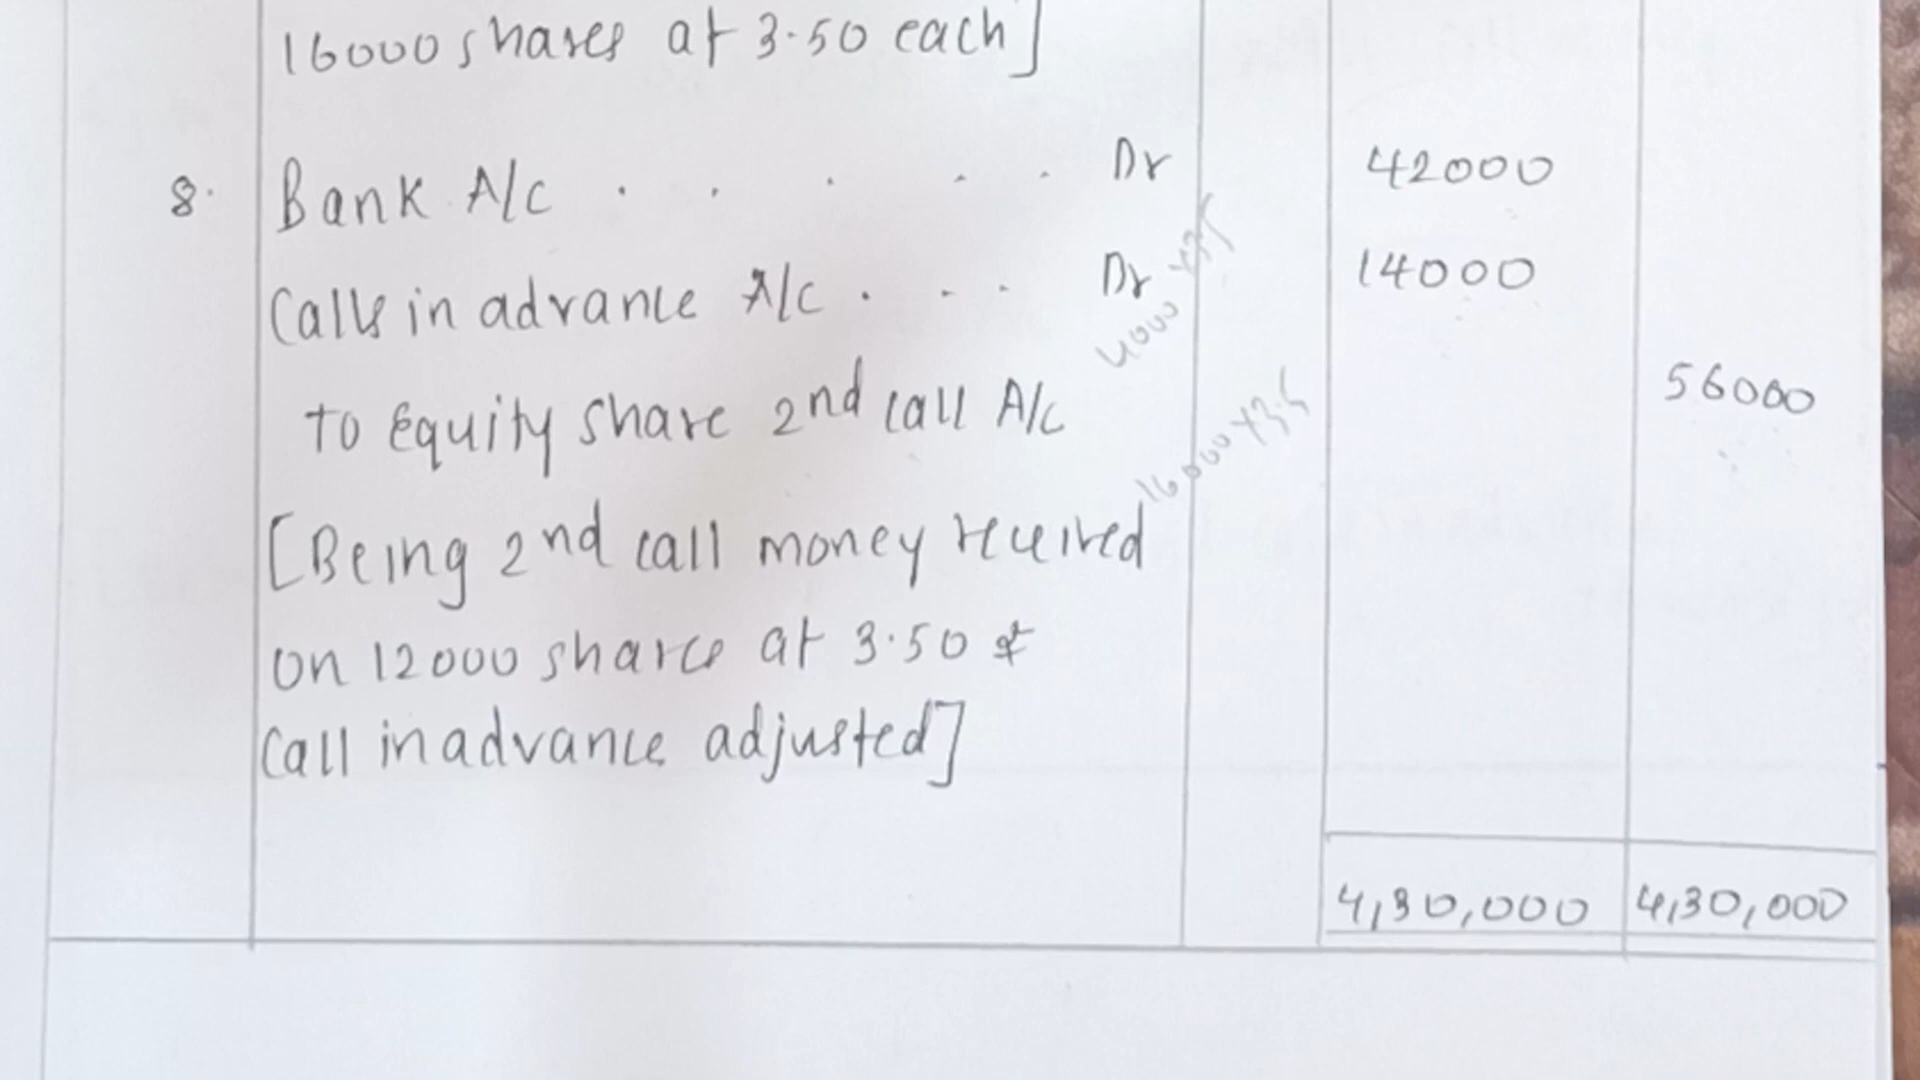 16000 shares at 3.50 each]
8. Bank A/c . . . . . Dr 42000
Calls in advance A/c . . . Dr 14000
4000 x3.5
To Equity share 2nd call A/c 56000
16000 x3.5
[Being 2nd call money received
on 12000 shares at 3.50 &
Call in advance adjusted]
4,30,000 4,30,000